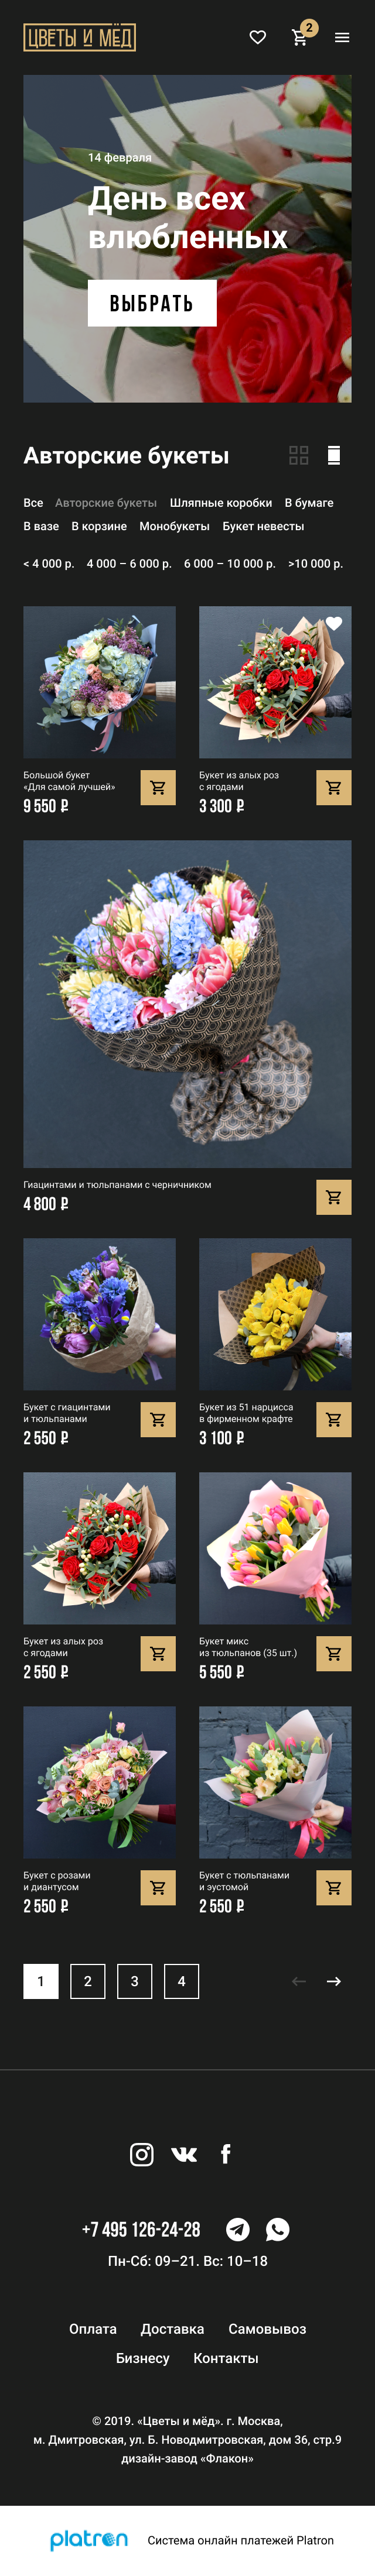 ЦВЕТЫ И МЁД
2
14 февраля
День всех
влюбленных
ВЫБРАТЬ
Авторские букеты
Все Авторские букеты Шляпные коробки В бумаге
В вазе В корзине Монобукеты Букет невесты
< 4 000 р. 4 000 – 6 000 р. 6 000 – 10 000 р. >10 000 р.
Большой букет
«Для самой лучшей»
9 550 ₽
Букет из алых роз
с ягодами
3 300 ₽
Гиацинтами и тюльпанами с черничником
4 800 ₽
Букет с гиацинтами
и тюльпанами
2 550 ₽
Букет из 51 нарцисса
в фирменном крафте
3 100 ₽
Букет из алых роз
с ягодами
2 550 ₽
Букет микс
из тюльпанов (35 шт.)
5 550 ₽
Букет с розами
и диантусом
2 550 ₽
Букет с тюльпанами
и эустомой
2 550 ₽
1 2 3 4
+7 495 126-24-28
Пн-Сб: 09–21. Вс: 10–18
Оплата Доставка Самовывоз
Бизнесу Контакты
© 2019. «Цветы и мёд». г. Москва,
м. Дмитровская, ул. Б. Новодмитровская, дом 36, стр.9
дизайн-завод «Флакон»
platron Система онлайн платежей Platron